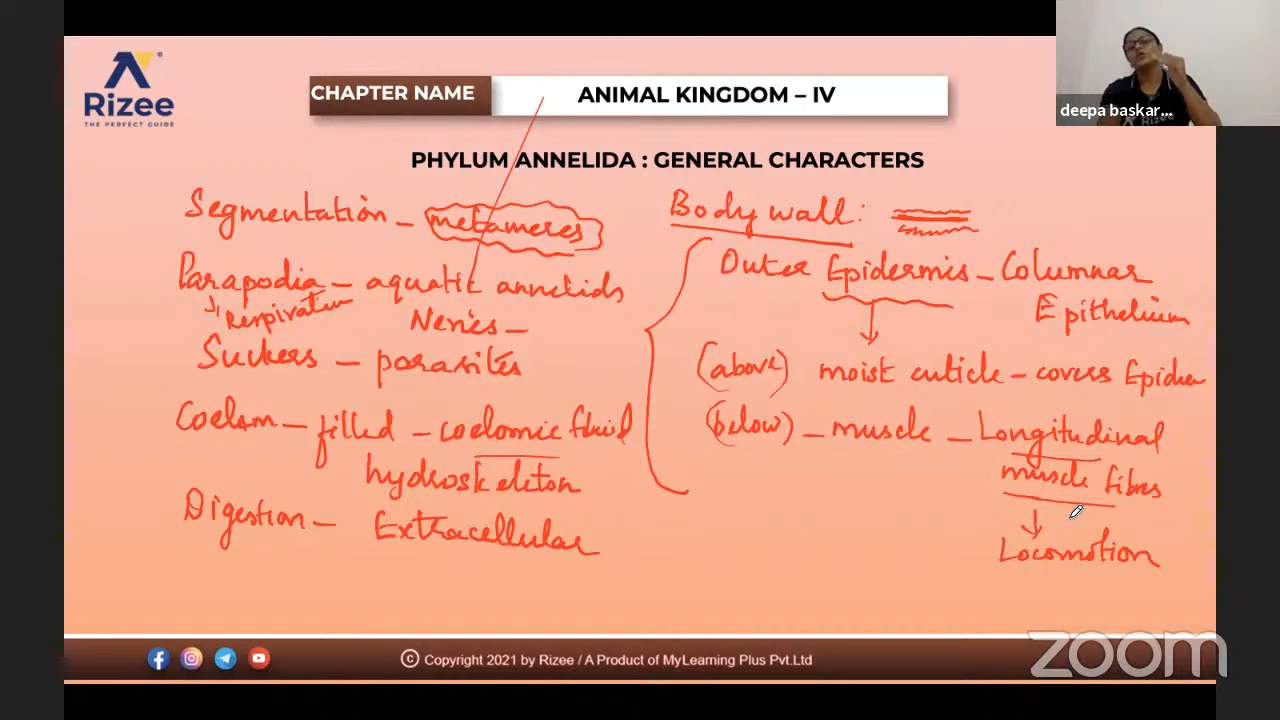 Rizee
THE PERFECT GUIDE
CHAPTER NAME
ANIMAL KINGDOM – IV
deepa baskar...
PHYLUM ANNELIDA : GENERAL CHARACTERS
Segmentation – metameres
Parapodia – aquatic annelids
↓ Respiration
Nereis –
Suckers – parasites
Coelom – filled – coelomic fluid
hydroskeleton
Digestion – Extracellular
Body wall :
Outer Epidermis – Columnar
Epithelium
↓
(above) moist cuticle – covers Epider
(below) – muscle – Longitudinal
muscle fibres
↓
Locomotion
© Copyright 2021 by Rizee / A Product of MyLearning Plus Pvt.Ltd
zoom